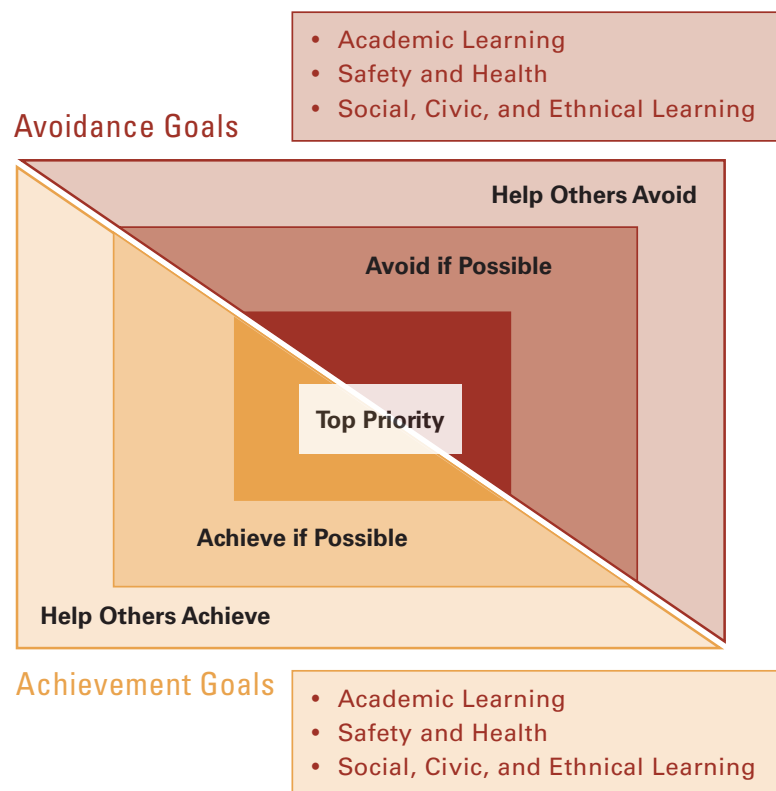 • Academic Learning
• Safety and Health
• Social, Civic, and Ethnical Learning
Avoidance Goals
Help Others Avoid
Avoid if Possible
Top Priority
Achieve if Possible
Help Others Achieve
Achievement Goals
• Academic Learning
• Safety and Health
• Social, Civic, and Ethnical Learning